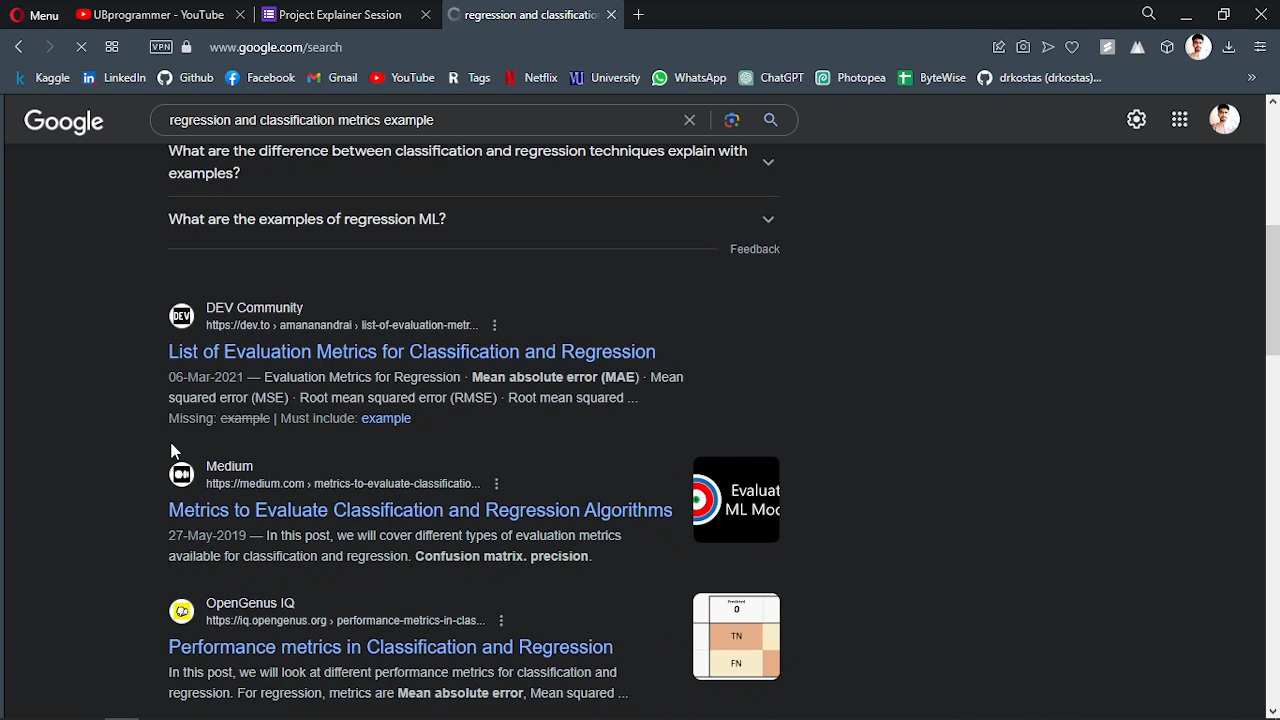 Menu
UBprogrammer - YouTube
Project Explainer Session
regression and classification
VPN
www.google.com/search
Kaggle
LinkedIn
Github
Facebook
Gmail
YouTube
R Tags
Netflix
University
WhatsApp
ChatGPT
Photopea
ByteWise
drkostas (drkostas)...
Google
regression and classification metrics example
What are the difference between classification and regression techniques explain with
examples?
What are the examples of regression ML?
Feedback
DEV
DEV Community
https://dev.to › amananandrai › list-of-evaluation-metr...
List of Evaluation Metrics for Classification and Regression
06-Mar-2021 — Evaluation Metrics for Regression · Mean absolute error (MAE) · Mean
squared error (MSE) · Root mean squared error (RMSE) · Root mean squared ...
Missing: example | Must include: example
Medium
https://medium.com › metrics-to-evaluate-classificatio...
Metrics to Evaluate Classification and Regression Algorithms
27-May-2019 — In this post, we will cover different types of evaluation metrics
available for classification and regression. Confusion matrix. precision.
Evaluat
ML Moc
OpenGenus IQ
https://iq.opengenus.org › performance-metrics-in-clas...
Performance metrics in Classification and Regression
In this post, we will look at different performance metrics for classification and
regression. For regression, metrics are Mean absolute error, Mean squared ...
Predicted
0
TN
FN